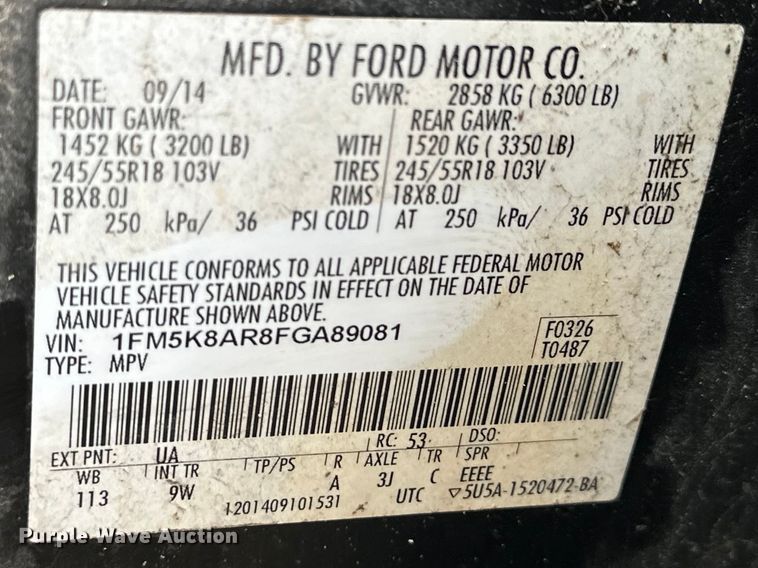 MFD. BY FORD MOTOR CO.
DATE: 09/14 GVWR: 2858 KG ( 6300 LB)
FRONT GAWR: REAR GAWR:
1452 KG ( 3200 LB) WITH 1520 KG ( 3350 LB) WITH
245/55R18 103V TIRES 245/55R18 103V TIRES
18X8.0J RIMS 18X8.0J RIMS
AT 250 kPa/ 36 PSI COLD AT 250 kPa/ 36 PSI COLD
THIS VEHICLE CONFORMS TO ALL APPLICABLE FEDERAL MOTOR
VEHICLE SAFETY STANDARDS IN EFFECT ON THE DATE OF
MANUFACTURE SHOWN ABOVE.
VIN: 1FM5K8AR8FGA89081 F0326
TYPE: MPV T0487
EXT PNT: UA RC: 53 DSO:
WB INT TR TP/PS R AXLE TR SPR
113 9W A 3J C EEEE
1201409101531 UTC ▽5U5A-1520472-BA
Purple Wave Auction